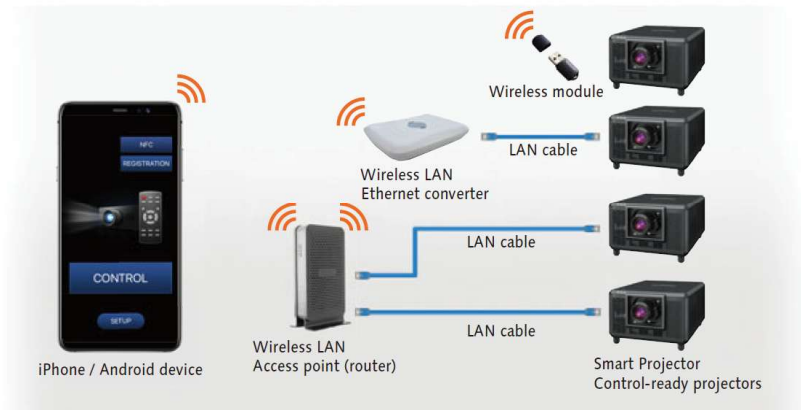 Wireless module
NFC
REGISTRATION
LAN cable
Wireless LAN
Ethernet converter
LAN cable
CONTROL
SETUP
LAN cable
Wireless LAN
Access point (router)
iPhone / Android device
Smart Projector
Control-ready projectors